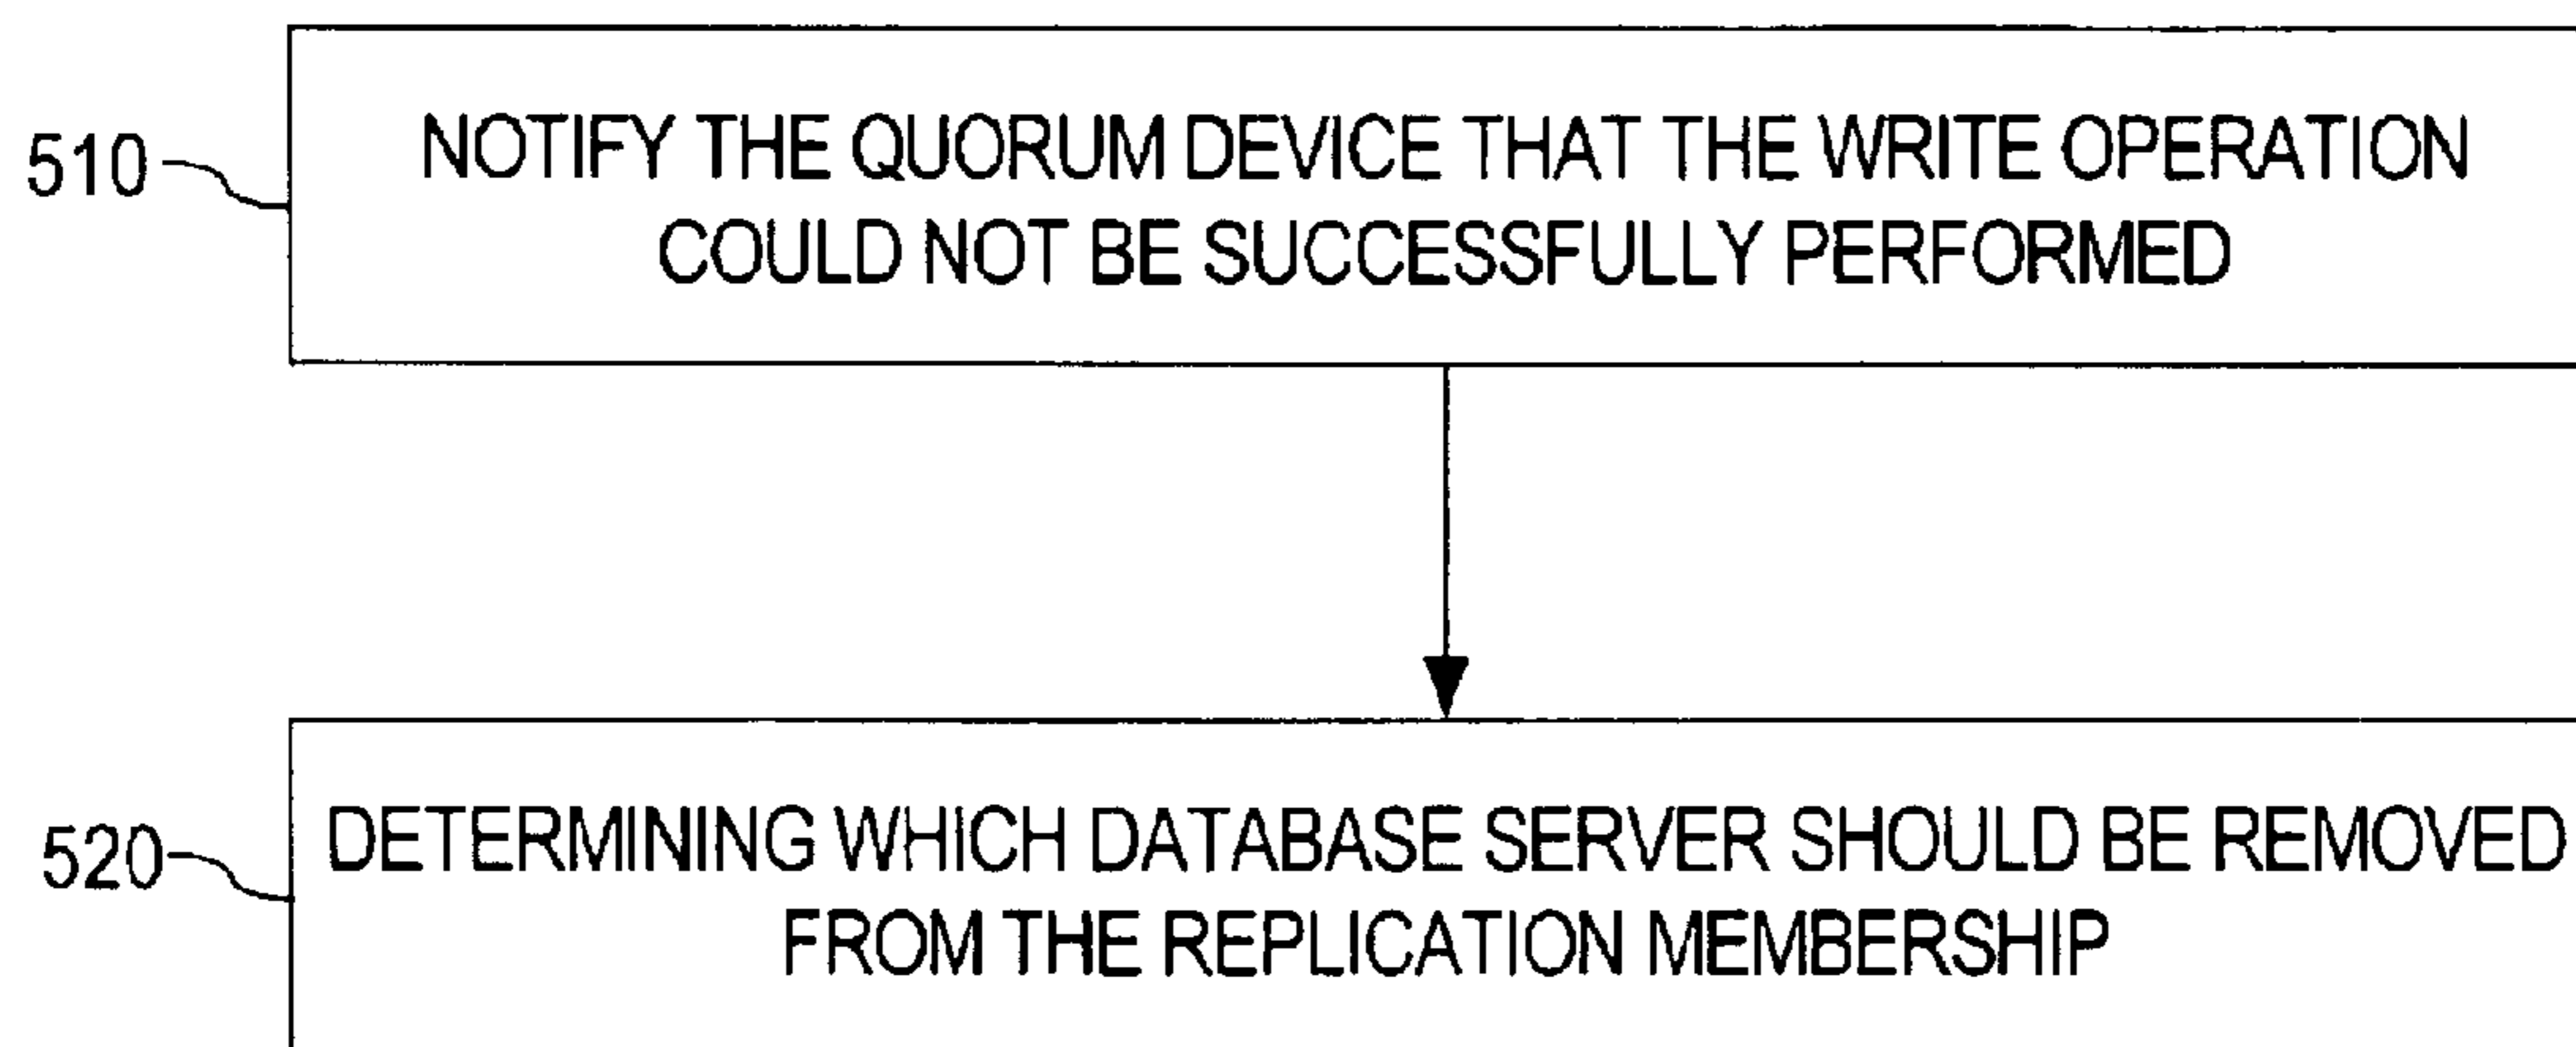 510
NOTIFY THE QUORUM DEVICE THAT THE WRITE OPERATION
COULD NOT BE SUCCESSFULLY PERFORMED
520
DETERMINING WHICH DATABASE SERVER SHOULD BE REMOVED
FROM THE REPLICATION MEMBERSHIP